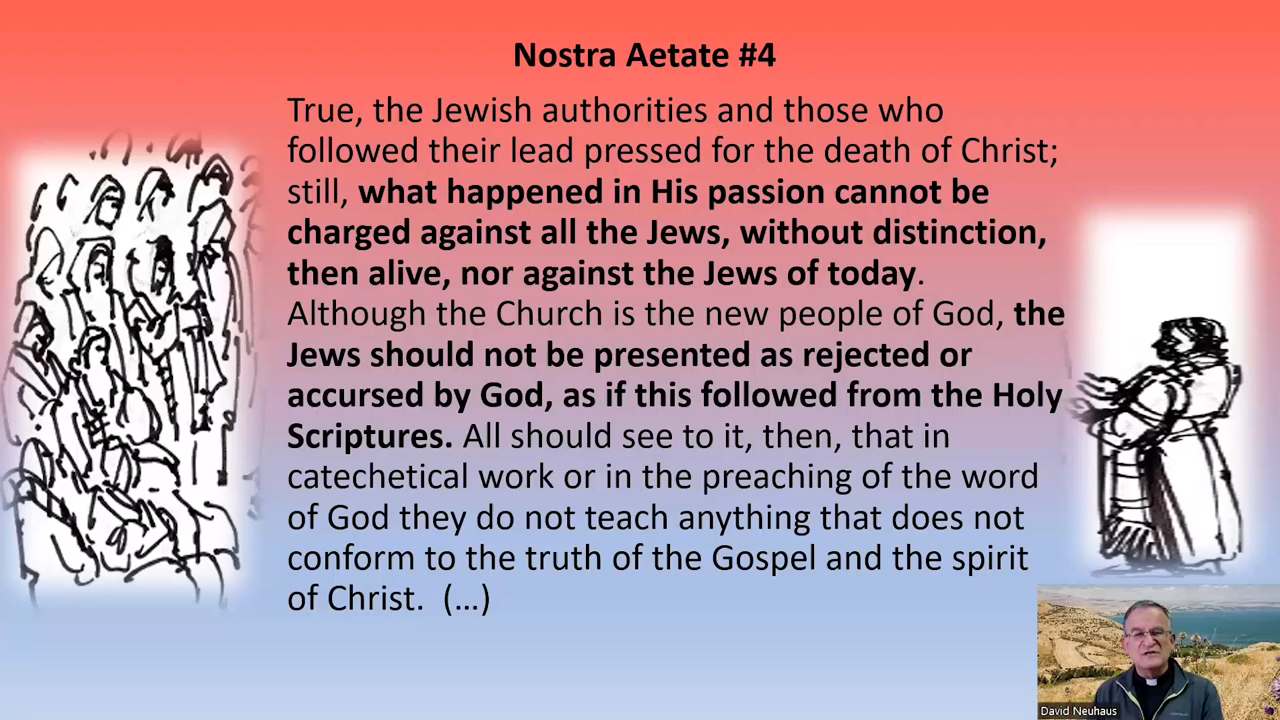 Nostra Aetate #4
True, the Jewish authorities and those who
followed their lead pressed for the death of Christ;
still, what happened in His passion cannot be
charged against all the Jews, without distinction,
then alive, nor against the Jews of today.
Although the Church is the new people of God, the
Jews should not be presented as rejected or
accursed by God, as if this followed from the Holy
Scriptures. All should see to it, then, that in
catechetical work or in the preaching of the word
of God they do not teach anything that does not
conform to the truth of the Gospel and the spirit
of Christ.  (…)
David Neuhaus